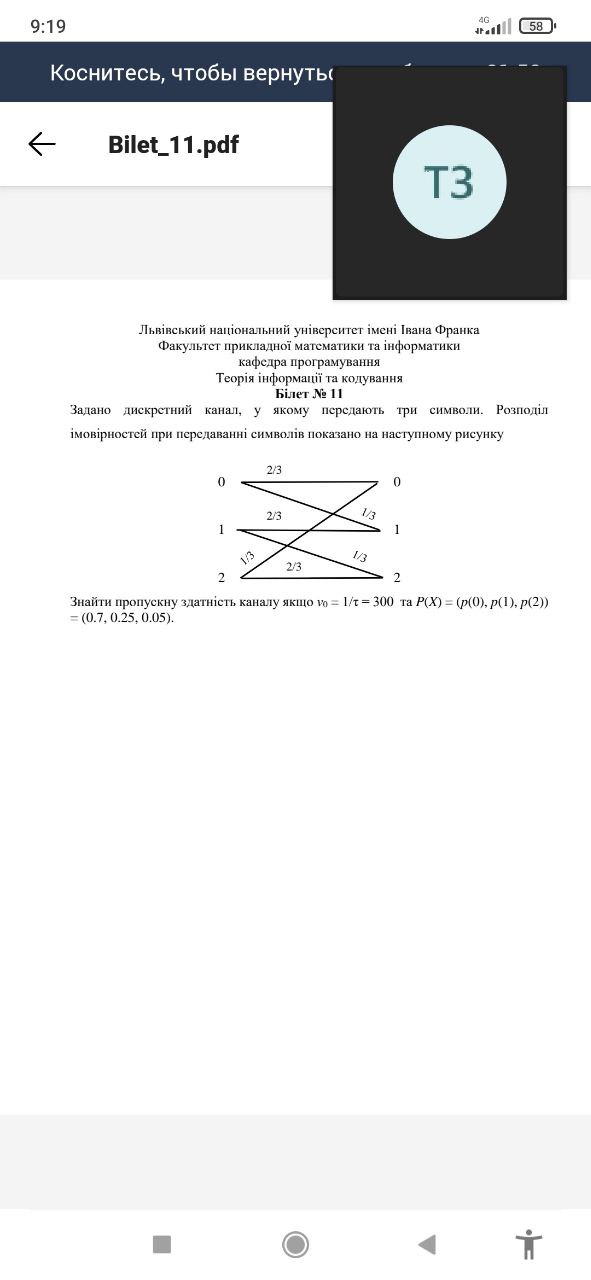 9:19
4G
58
Коснитесь, чтобы вернуть
Bilet_11.pdf
ТЗ
Львівський національний університет імені Івана Франка
Факультет прикладної математики та інформатики
кафедра програмування
Теорія інформації та кодування
Білет № 11
Задано дискретний канал, у якому передають три символи. Розподіл
імовірностей при передаванні символів показано на наступному рисунку
2/3
0 0
2/3 1/3
1 1
1/3 2/3 1/3
2 2
Знайти пропускну здатність каналу якщо v₀ = 1/τ = 300 та P(X) = (p(0), p(1), p(2))
= (0.7, 0.25, 0.05).